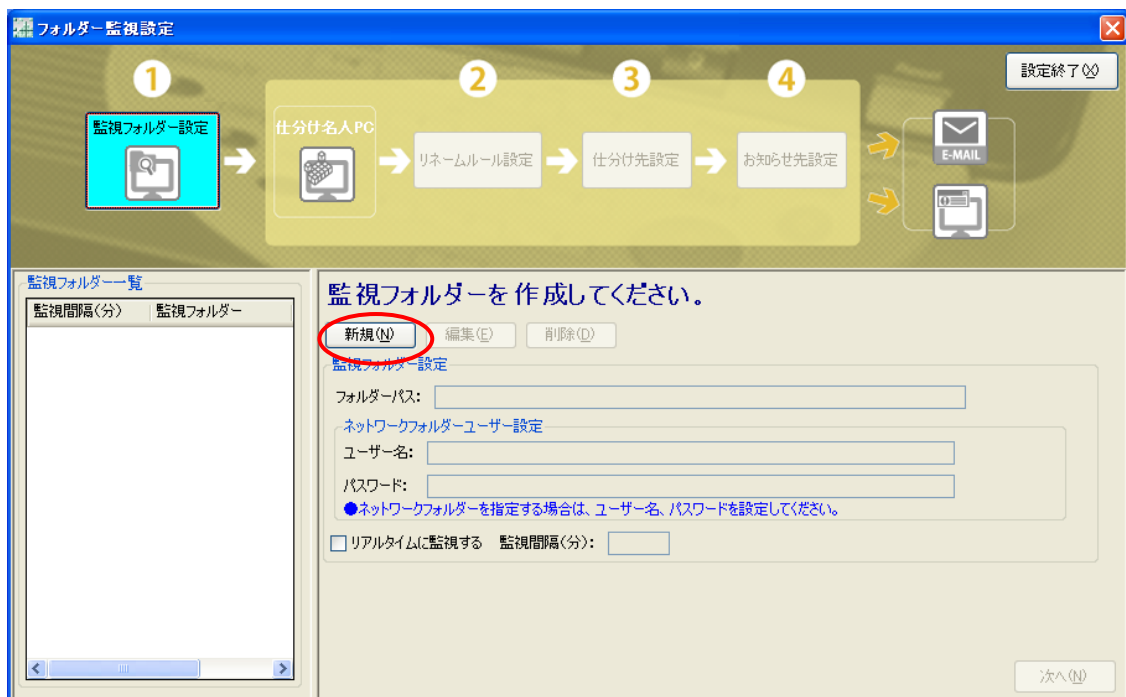 フォルダー監視設定
1 2 3 4
設定終了(X)
監視フォルダー設定
仕分け名人PC
リネームルール設定
仕分け先設定
お知らせ先設定
E-MAIL
監視フォルダー一覧
監視間隔(分) 監視フォルダー
監視フォルダーを作成してください。
新規(N) 編集(E) 削除(D)
監視フォルダー設定
フォルダーパス:
ネットワークフォルダーユーザー設定
ユーザー名:
パスワード:
●ネットワークフォルダーを指定する場合は、ユーザー名、パスワードを設定してください。
リアルタイムに監視する 監視間隔(分):
次へ(N)